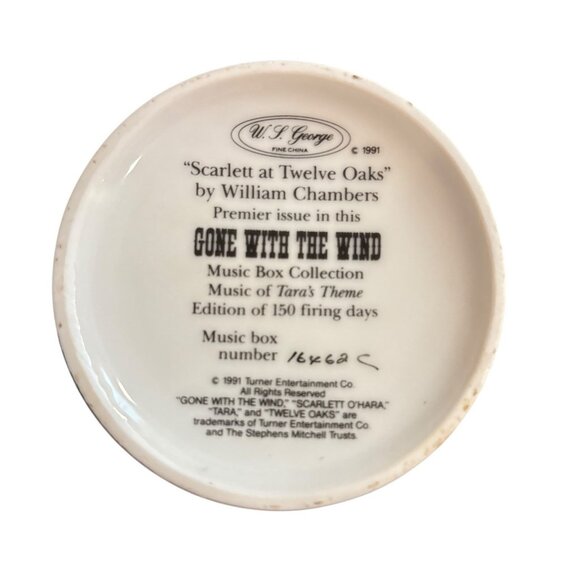 W. S. George
FINE CHINA
© 1991
"Scarlett at Twelve Oaks"
by William Chambers
Premier issue in this
GONE WITH THE WIND
Music Box Collection
Music of Tara's Theme
Edition of 150 firing days
Music box
number 16462 C
© 1991 Turner Entertainment Co.
All Rights Reserved
"GONE WITH THE WIND," "SCARLETT O'HARA,"
"TARA," and "TWELVE OAKS" are
trademarks of Turner Entertainment Co.
and The Stephens Mitchell Trusts.